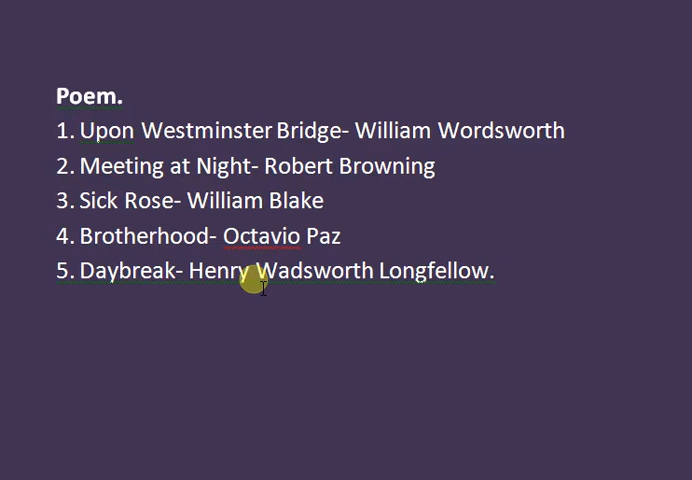 Poem.
1. Upon Westminster Bridge- William Wordsworth
2. Meeting at Night- Robert Browning
3. Sick Rose- William Blake
4. Brotherhood- Octavio Paz
5. Daybreak- Henry Wadsworth Longfellow.